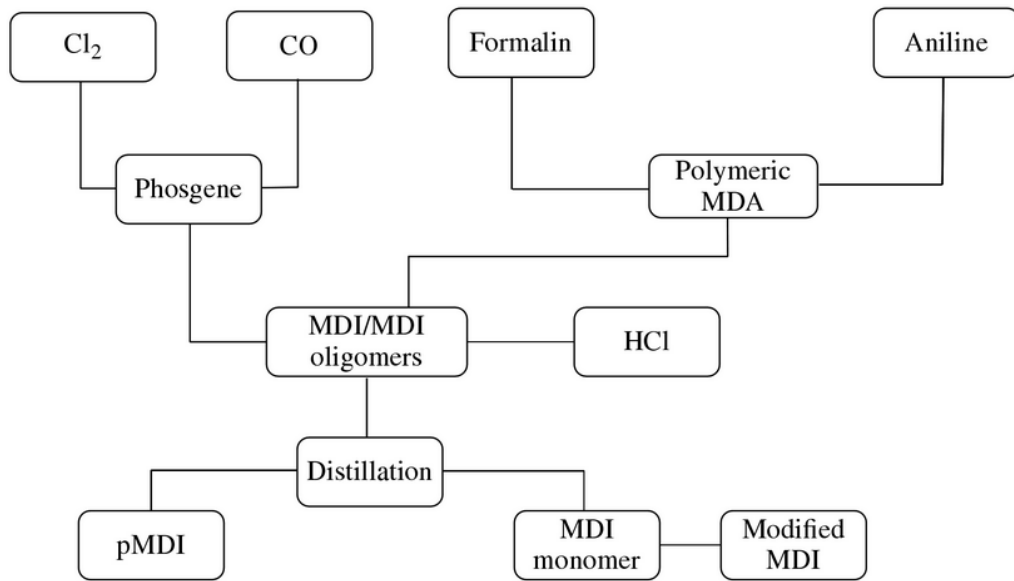 Cl₂
CO
Formalin
Aniline
Phosgene
Polymeric
MDA
MDI/MDI
oligomers
HCl
Distillation
pMDI
MDI
monomer
Modified
MDI